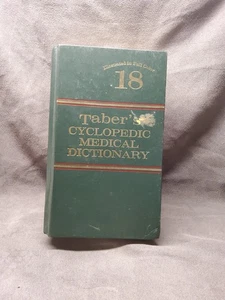 18
Taber's
CYCLOPEDIC
MEDICAL
DICTIONARY